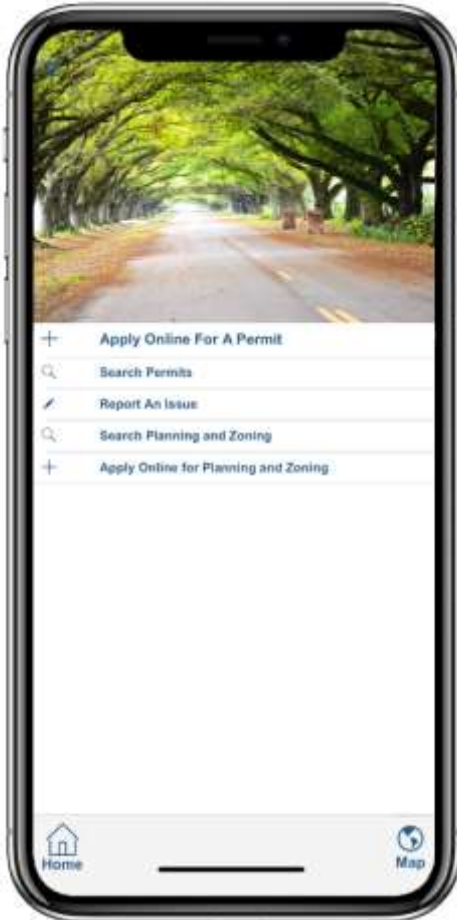 Apply Online For A Permit
Search Permits
Report An Issue
Search Planning and Zoning
Apply Online for Planning and Zoning
Home
Map